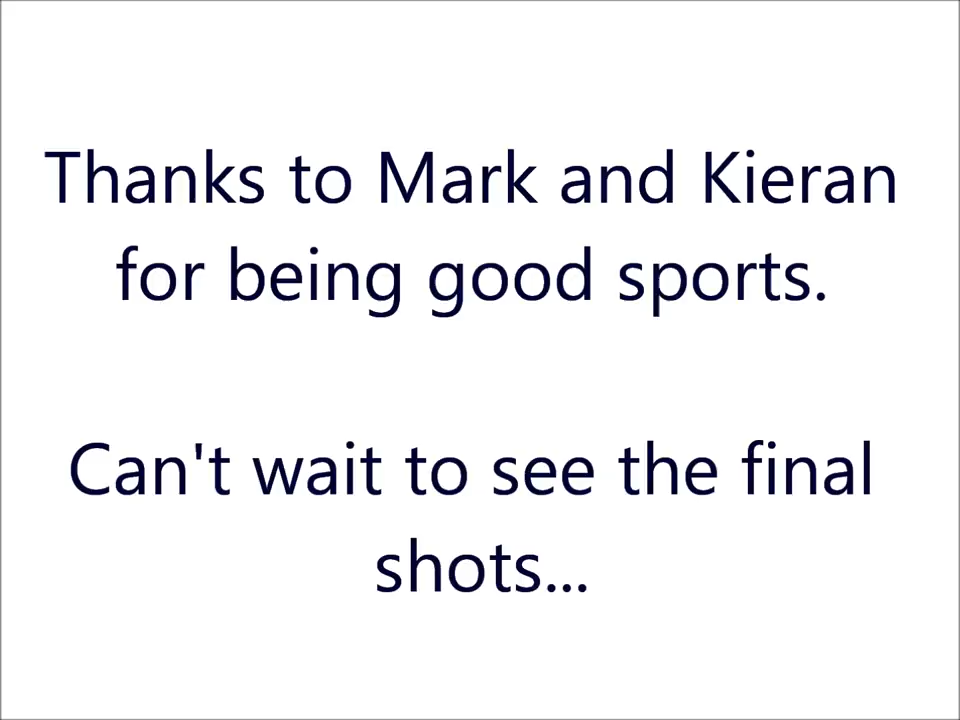 Thanks to Mark and Kieran
for being good sports.
Can't wait to see the final
shots...